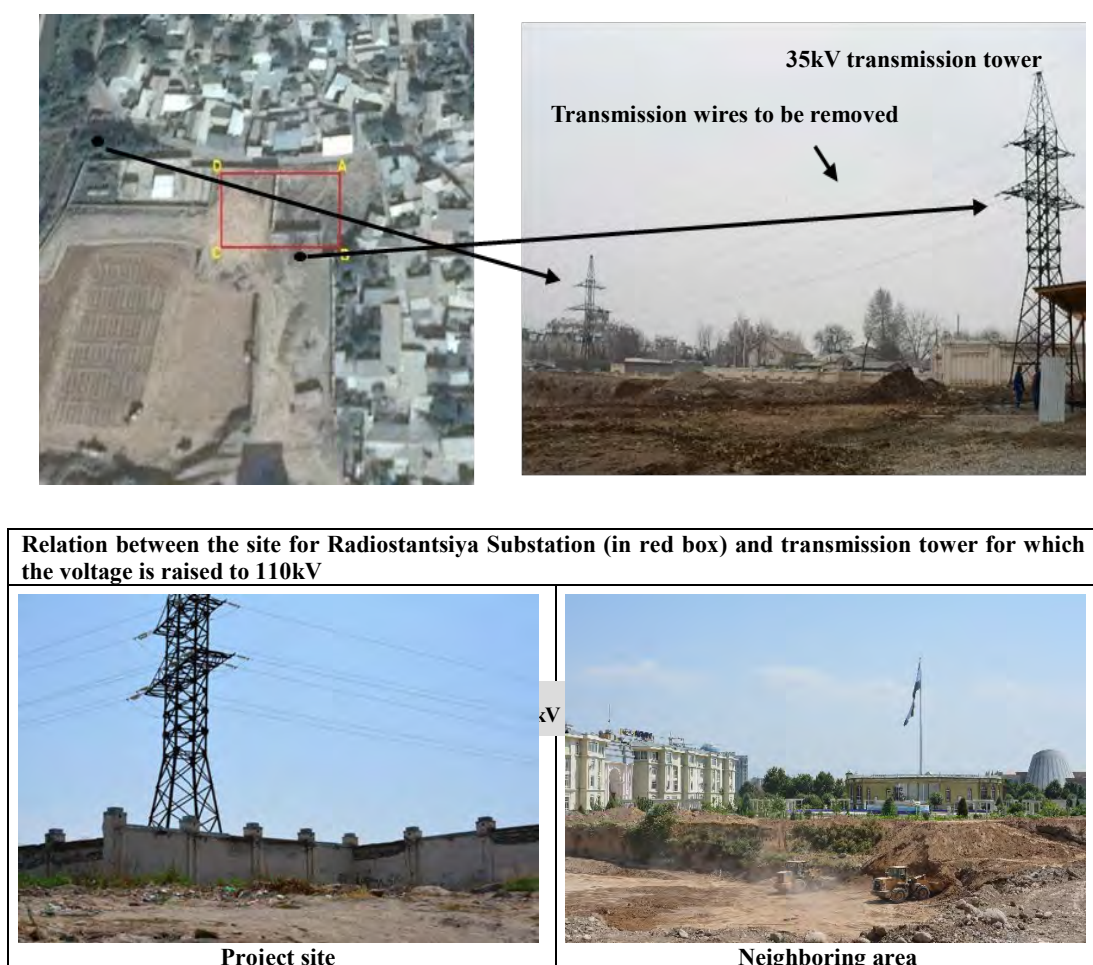 35kV transmission tower
Transmission wires to be removed
D
A
C
Relation between the site for Radiostantsiya Substation (in red box) and transmission tower for which
the voltage is raised to 110kV
kV
Project site
Neighboring area